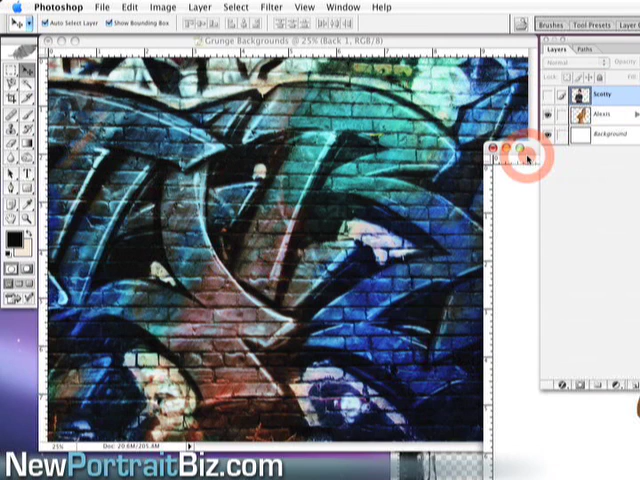 Photoshop File Edit Image Layer Select Filter View Window Help
Auto Select Layer Show Bounding Box Brushes Tool Presets Layer
Grunge Backgrounds @ 25% (Back 1, RGB/8)
Layers Paths
Normal Opacity
Lock: Fill
Scotty
Alexis
Background
25% Doc: 20.6M/205.4M
NewPortraitBiz.com